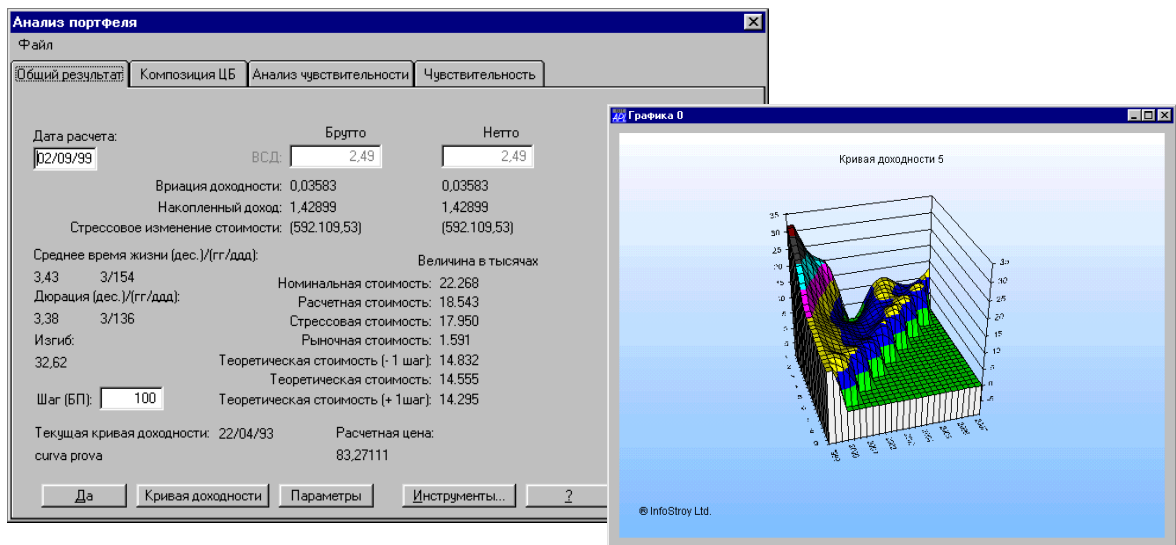 Анализ портфеля
Файл
Общий результат Композиция ЦБ Анализ чувствительности Чувствительность
Дата расчета: Брутто Нетто
02/09/99 ВСД: 2,49 2,49
Вриация доходности: 0,03583 0,03583
Накопленный доход: 1,42899 1,42899
Стрессовое изменение стоимости: (592.109,53) (592.109,53)
Среднее время жизни (дес.)/(гг/ддд): Величина в тысячах
3,43 3/154 Номинальная стоимость: 22.268
Дюрация (дес.)/(гг/ддд): Расчетная стоимость: 18.543
3,38 3/136 Стрессовая стоимость: 17.950
Изгиб: Рыночная стоимость: 1.591
32,62 Теоретическая стоимость (- 1 шаг): 14.832
Теоретическая стоимость: 14.555
Шаг (БП): 100 Теоретическая стоимость (+ 1шаг): 14.295
Текущая кривая доходности: 22/04/93 Расчетная цена:
curva prova 83,27111
Да Кривая доходности Параметры Инструменты... ?
Графика 0
Кривая доходности 5
35
30
25
20
® InfoStroy Ltd.